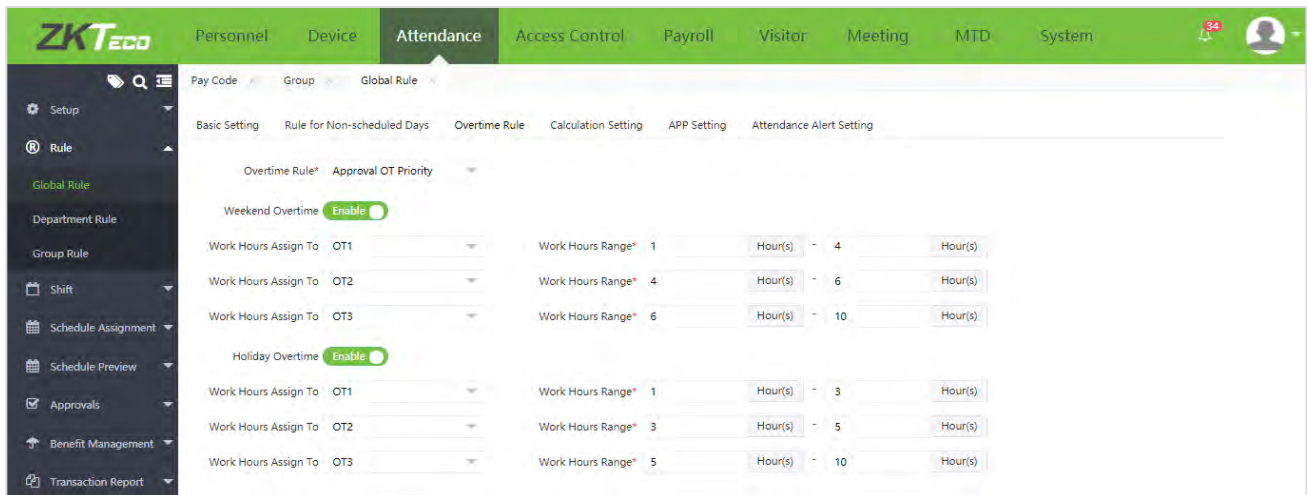 ZKTeco Personnel Device Attendance Access Control Payroll Visitor Meeting MTD System 34
Pay Code × Group × Global Rule ×
Setup
Basic Setting Rule for Non-scheduled Days Overtime Rule Calculation Setting APP Setting Attendance Alert Setting
® Rule
Overtime Rule* Approval OT Priority
Global Rule
Weekend Overtime Enable
Department Rule
Work Hours Assign To OT1 Work Hours Range* 1 Hour(s) - 4 Hour(s)
Group Rule
Work Hours Assign To OT2 Work Hours Range* 4 Hour(s) - 6 Hour(s)
Shift
Work Hours Assign To OT3 Work Hours Range* 6 Hour(s) - 10 Hour(s)
Schedule Assignment
Holiday Overtime Enable
Schedule Preview
Work Hours Assign To OT1 Work Hours Range* 1 Hour(s) - 3 Hour(s)
Approvals
Work Hours Assign To OT2 Work Hours Range* 3 Hour(s) - 5 Hour(s)
Benefit Management
Work Hours Assign To OT3 Work Hours Range* 5 Hour(s) - 10 Hour(s)
Transaction Report